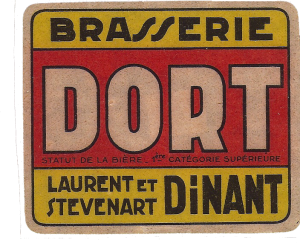 BRASSERIE
DORT
STATUT DE LA BIÈRE, 1ère CATÉGORIE SUPÉRIEURE
LAURENT ET DINANT
STEVENART